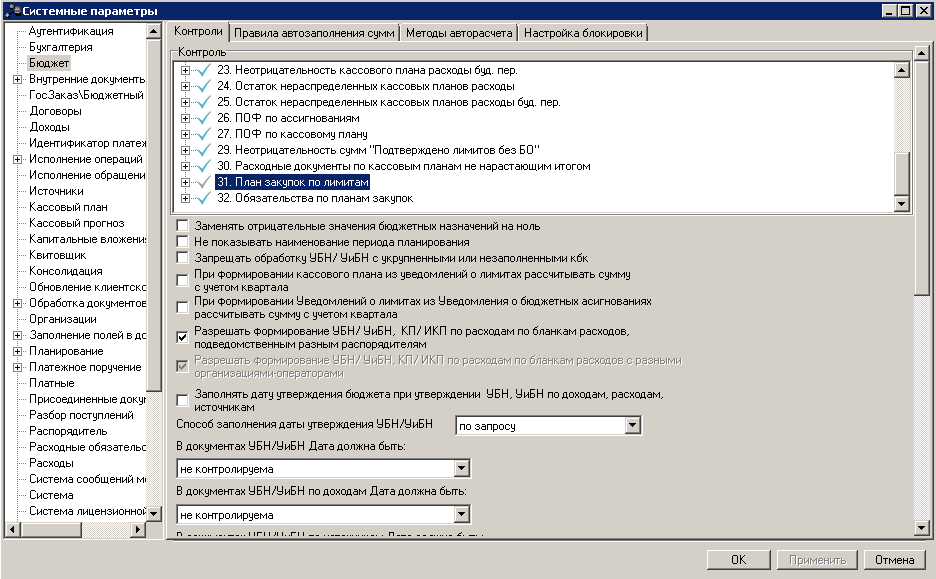 Системные параметры
Аутентификация
Бухгалтерия
Бюджет
Внутренние документь
ГосЗаказ\Бюджетный
Договоры
Доходы
Идентификатор платеж
Исполнение операций
Исполнение обращени
Источники
Кассовый план
Кассовый прогноз
Капитальные вложени
Квитовщик
Консолидация
Обновление клиентско
Обработка документов
Организации
Заполнение полей в до
Планирование
Платежное поручение
Платные
Присоединенные доку
Разбор поступлений
Распорядитель
Расходные обязательс
Расходы
Система сообщений м
Система
Система лицензионной
Контроли
Правила автозаполнения сумм
Методы авторасчета
Настройка блокировки
Контроль
23. Неотрицательность кассового плана расходы буд. пер.
24. Остаток нераспределенных кассовых планов расходы
25. Остаток нераспределенных кассовых планов расходы буд. пер.
26. ПОФ по ассигнованиям
27. ПОФ по кассовому плану
29. Неотрицательность сумм "Подтверждено лимитов без БО"
30. Расходные документы по кассовым планам не нарастающим итогом
31. План закупок по лимитам
32. Обязательства по планам закупок
Заменять отрицательные значения бюджетных назначений на ноль
Не показывать наименование периода планирования
Запрещать обработку УБН/ УиБН с укрупненными или незаполненными кбк
При формировании кассового плана из уведомлений о лимитах рассчитывать сумму
с учетом квартала
При формировании Уведомлений о лимитах из Уведомления о бюджетных асигнованиях
рассчитывать сумму с учетом квартала
Разрешать формирование УБН/ УиБН, КП/ ИКП по расходам по бланкам расходов,
подведомственным разным распорядителям
Разрешать формирование УБН/ УиБН, КП/ ИКП по расходам по бланкам расходов с разными
организациями-операторами
Заполнять дату утверждения бюджета при утверждении УБН, УиБН по доходам, расходам,
источникам
Способ заполнения даты утверждения УБН/УиБН
по запросу
В документах УБН/УиБН Дата должна быть:
не контролируема
В документах УБН/УиБН по доходам Дата должна быть:
не контролируема
OK
Применить
Отмена